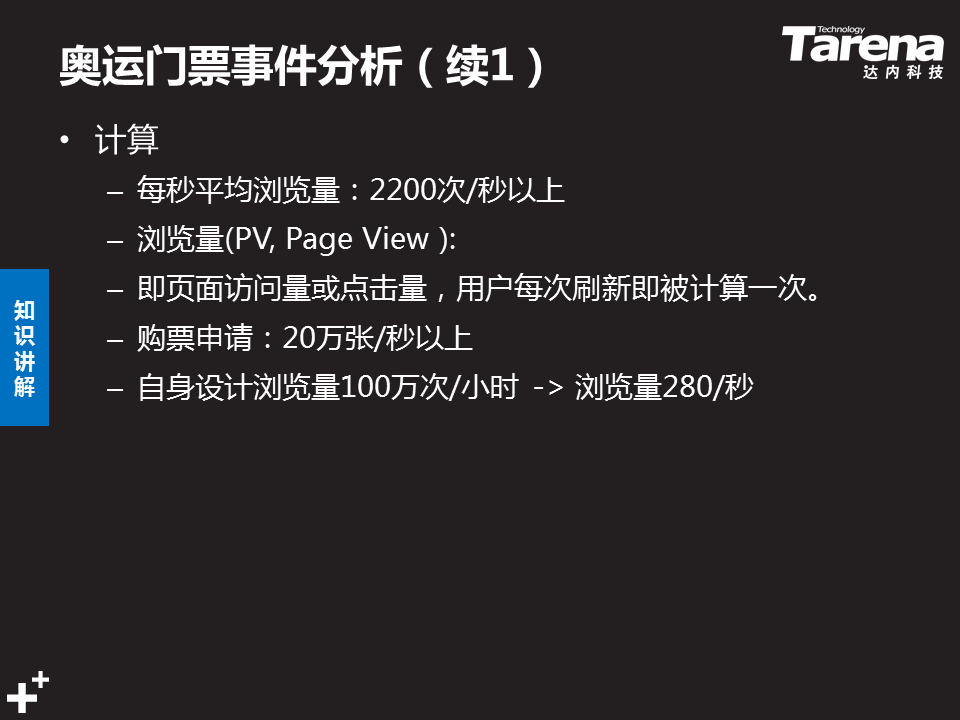 奥运门票事件分析（续1）
Technology
Tarena
达内科技
• 计算
– 每秒平均浏览量：2200次/秒以上
– 浏览量(PV, Page View ):
– 即页面访问量或点击量，用户每次刷新即被计算一次。
– 购票申请：20万张/秒以上
– 自身设计浏览量100万次/小时 -> 浏览量280/秒
知
识
讲
解